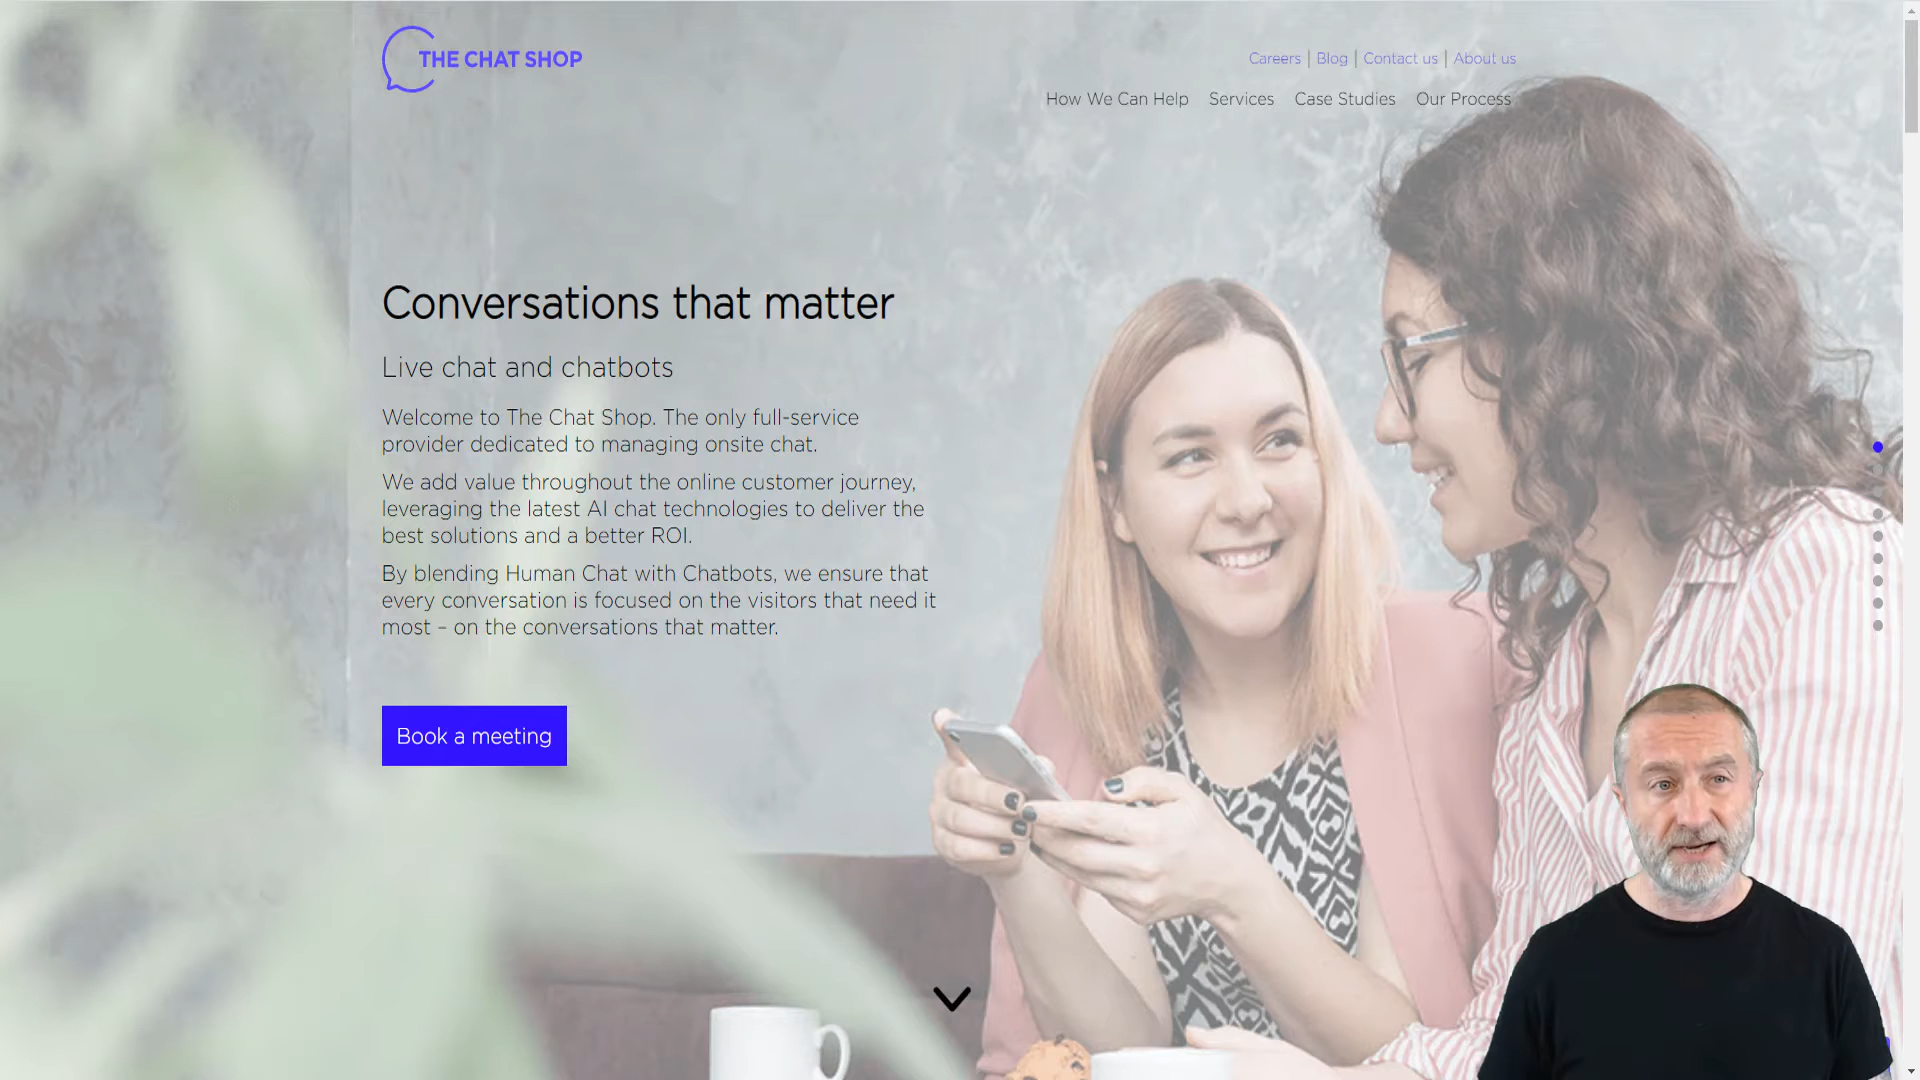 THE CHAT SHOP
Careers | Blog | Contact us | About us
How We Can Help Services Case Studies Our Process
Conversations that matter
Live chat and chatbots
Welcome to The Chat Shop. The only full-service
provider dedicated to managing onsite chat.
We add value throughout the online customer journey,
leveraging the latest AI chat technologies to deliver the
best solutions and a better ROI.
By blending Human Chat with Chatbots, we ensure that
every conversation is focused on the visitors that need it
most – on the conversations that matter.
Book a meeting